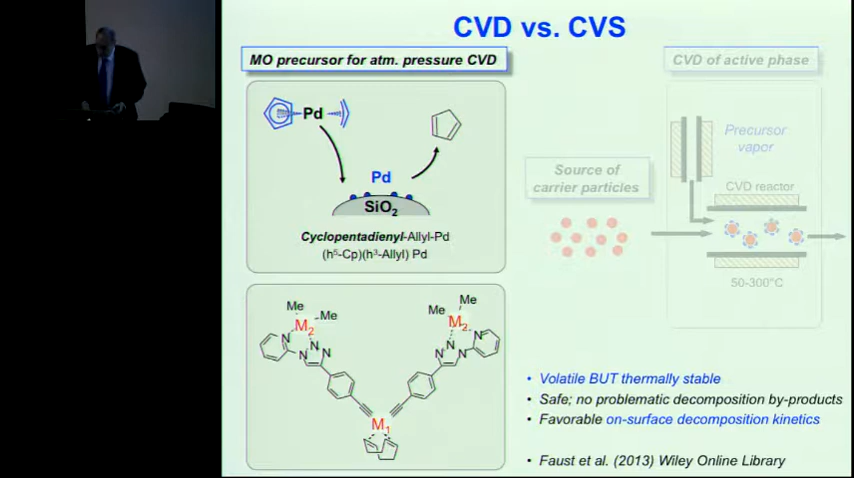 CVD vs. CVS
MO precursor for atm. pressure CVD
Pd
Pd
SiO2
Cyclopentadienyl-Allyl-Pd
(h5-Cp)(h3-Allyl) Pd
Me
Me
M2
N
N
N
N
Me
Me
M2
N
N
N
N
M1
CVD of active phase
Precursor
vapor
Source of
carrier particles
CVD reactor
50-300°C
• Volatile BUT thermally stable
• Safe; no problematic decomposition by-products
• Favorable on-surface decomposition kinetics
• Faust et al. (2013) Wiley Online Library